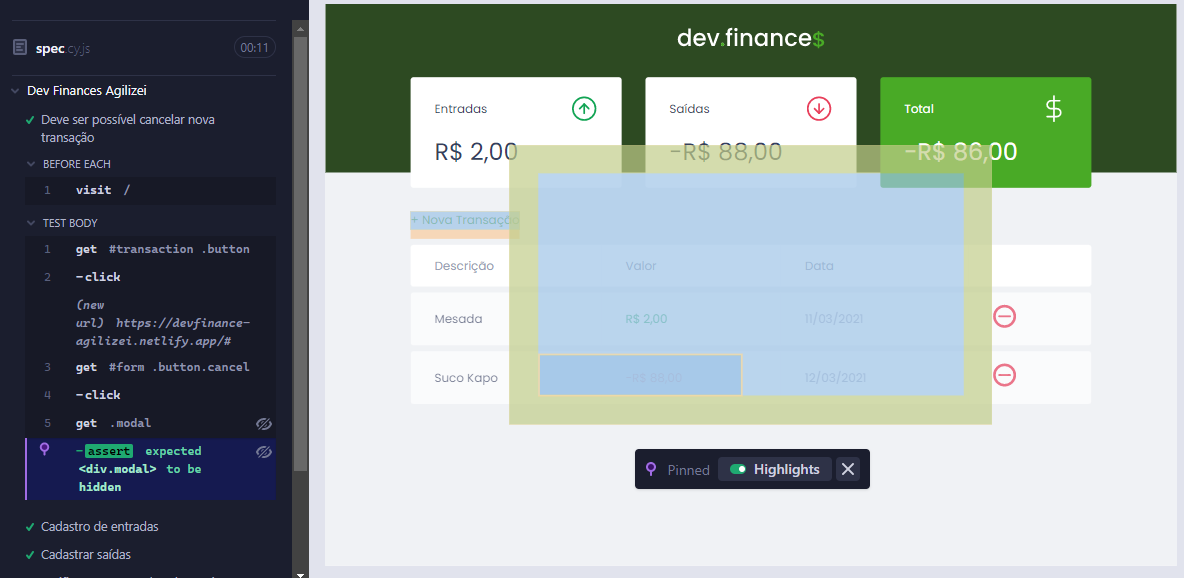 spec.cy.js 00:11
Dev Finances Agilizei
Deve ser possível cancelar nova
transação
BEFORE EACH
1 visit /
TEST BODY
1 get #transaction .button
2 -click
(new
url) https://devfinance-
agilizei.netlify.app/#
3 get #form .button.cancel
4 -click
5 get .modal
-assert expected
<div.modal> to be
hidden
Cadastro de entradas
Cadastrar saídas
dev.finance$
Entradas
R$ 2,00
Saídas
-R$ 88,00
Total
$
-R$ 86,00
+ Nova Transação
Descrição Valor Data
Mesada R$ 2,00 11/03/2021
Suco Kapo -R$ 88,00 12/03/2021
Pinned Highlights